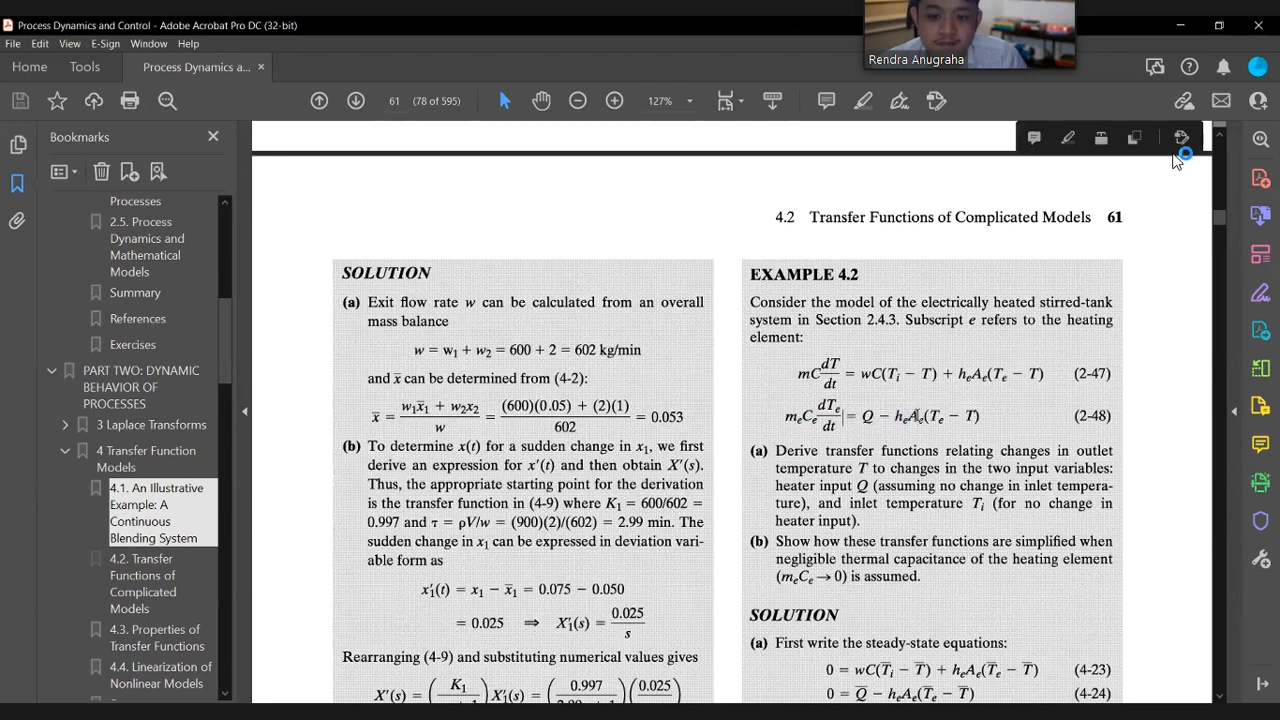 Process Dynamics and Control - Adobe Acrobat Pro DC (32-bit)
File Edit View E-Sign Window Help
Rendra Anugraha
Home Tools Process Dynamics a... ×
61 (78 of 595) 127%
Bookmarks
Processes
2.5. Process
Dynamics and
Mathematical
Models
Summary
References
Exercises
PART TWO: DYNAMIC
BEHAVIOR OF
PROCESSES
3 Laplace Transforms
4 Transfer Function
Models
4.1. An Illustrative
Example: A
Continuous
Blending System
4.2. Transfer
Functions of
Complicated
Models
4.3. Properties of
Transfer Functions
4.4. Linearization of
Nonlinear Models
4.2 Transfer Functions of Complicated Models 61
SOLUTION
(a) Exit flow rate w can be calculated from an overall
mass balance
w = w₁ + w₂ = 600 + 2 = 602 kg/min
and x̄ can be determined from (4-2):
x̄ = (w₁x̄₁ + w₂x₂)/w = ((600)(0.05) + (2)(1))/602 = 0.053
(b) To determine x(t) for a sudden change in x₁, we first
derive an expression for x′(t) and then obtain X′(s).
Thus, the appropriate starting point for the derivation
is the transfer function in (4-9) where K₁ = 600/602 =
0.997 and τ = ρV/w = (900)(2)/(602) = 2.99 min. The
sudden change in x₁ can be expressed in deviation vari-
able form as
x′₁(t) = x₁ − x̄₁ = 0.075 − 0.050
= 0.025 ⟹ X′₁(s) = 0.025/s
Rearranging (4-9) and substituting numerical values gives
X′(s) = (K₁ X′₁(s) = (0.997 (0.025
EXAMPLE 4.2
Consider the model of the electrically heated stirred-tank
system in Section 2.4.3. Subscript e refers to the heating
element:
mC dT/dt = wC(Tᵢ − T) + hₑAₑ(Tₑ − T) (2-47)
mₑCₑ dTₑ/dt = Q − hₑAₑ(Tₑ − T) (2-48)
(a) Derive transfer functions relating changes in outlet
temperature T to changes in the two input variables:
heater input Q (assuming no change in inlet tempera-
ture), and inlet temperature Tᵢ (for no change in
heater input).
(b) Show how these transfer functions are simplified when
negligible thermal capacitance of the heating element
(mₑCₑ → 0) is assumed.
SOLUTION
(a) First write the steady-state equations:
0 = wC(T̄ᵢ − T̄) + hₑAₑ(T̄ₑ − T̄) (4-23)
0 = Q̄ − hₑAₑ(T̄ₑ − T̄) (4-24)